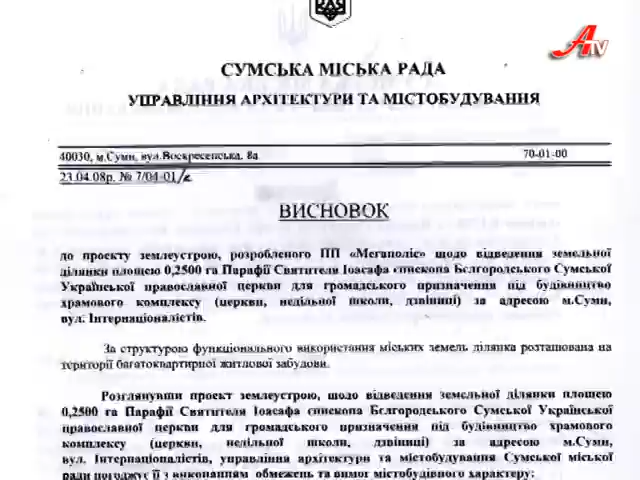 ATV
СУМСЬКА МІСЬКА РАДА
УПРАВЛІННЯ АРХІТЕКТУРИ ТА МІСТОБУДУВАННЯ
40030, м.Суми, вул.Воскресенська, 8а 70-01-00
23.04.08р. № 7/04-01/
ВИСНОВОК
до проекту землеустрою, розробленого ПП «Мегаполіс» щодо відведення земельної
ділянки площею 0,2500 га Парафії Святителя Іоасафа єпископа Бєлгородського Сумської
Української православної церкви для громадського призначення під будівництво
храмового комплексу (церкви, недільної школи, дзвіниці) за адресою м.Суми,
вул. Інтернаціоналістів.
За структурою функціонального використання міських земель ділянка розташована на
території багатоквартирної житлової забудови.
Розглянувши проект землеустрою, щодо відведення земельної ділянки площею
0,2500 га Парафії Святителя Іоасафа єпископа Бєлгородського Сумської Української
православної церкви для громадського призначення під будівництво храмового
комплексу (церкви, недільної школи, дзвіниці) за адресою м.Суми,
вул. Інтернаціоналістів, управління архітектури та містобудування Сумської міської
ради погоджує її з виконанням обмежень та вимог містобудівного характеру: